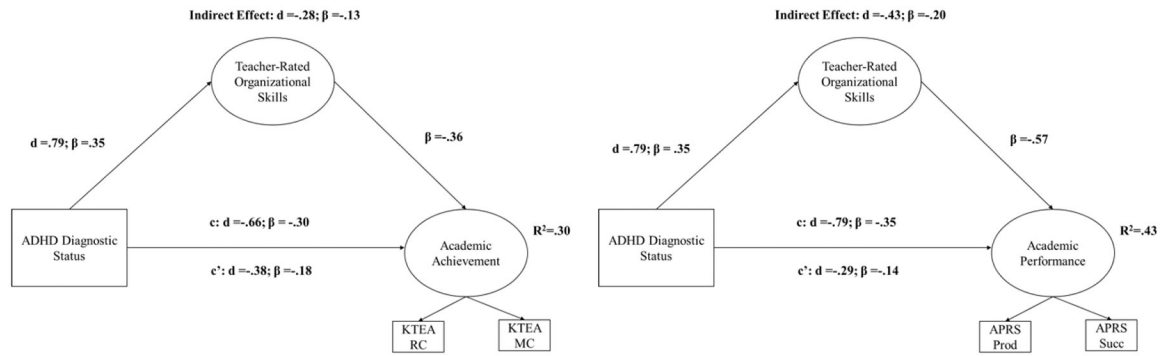 Indirect Effect: d =-.28; β =-.13
Teacher-Rated
Organizational
Skills
d =.79; β =.35
β =-.36
ADHD Diagnostic
Status
c: d =-.66; β = -.30
c’: d =-.38; β =-.18
Academic
Achievement
R²=.30
KTEA
RC
KTEA
MC
Indirect Effect: d =-.43; β =-.20
Teacher-Rated
Organizational
Skills
d=.79; β = .35
β =-.57
ADHD Diagnostic
Status
c: d =-.79; β =-.35
c’: d =-.29; β =-.14
Academic
Performance
R²=.43
APRS
Prod
APRS
Succ